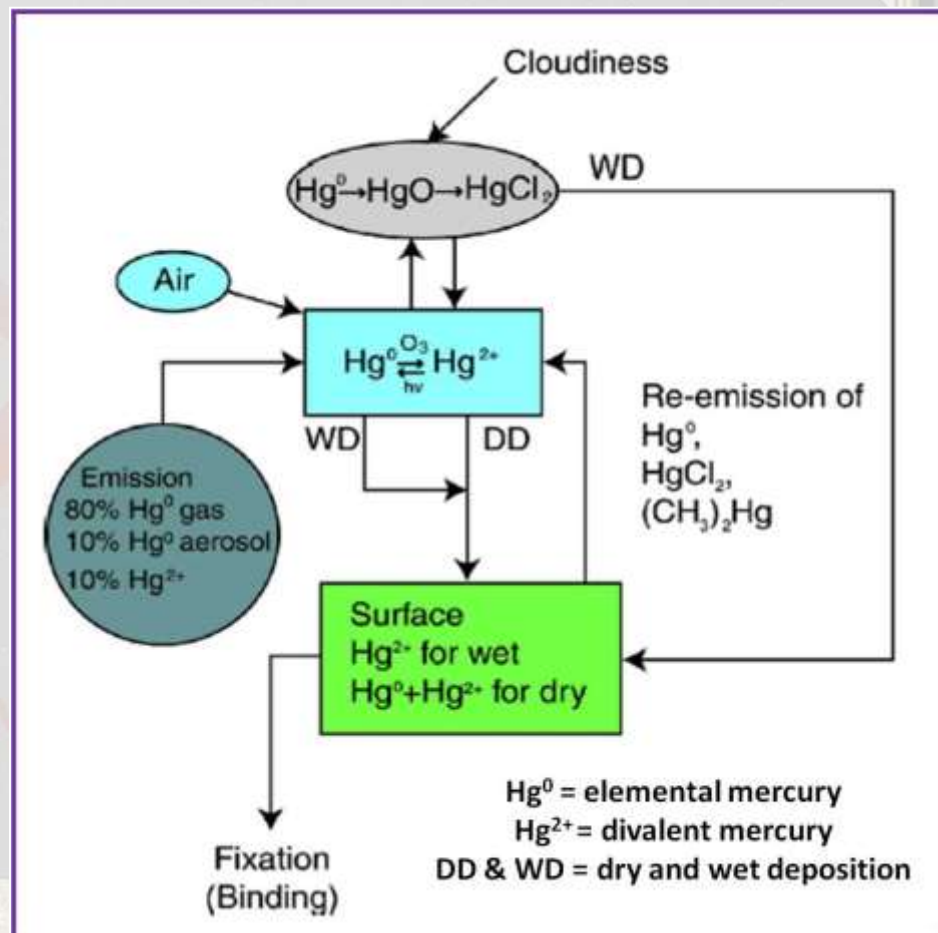 Cloudiness
Hg⁰→HgO→HgCl₂
WD
Air
Hg⁰ O₃ ⇌ hv Hg²⁺
WD
DD
Re-emission of
Hg⁰,
HgCl₂,
(CH₃)₂Hg
Emission
80% Hg⁰ gas
10% Hg⁰ aerosol
10% Hg²⁺
Surface
Hg²⁺ for wet
Hg⁰+Hg²⁺ for dry
Hg⁰ = elemental mercury
Hg²⁺ = divalent mercury
DD & WD = dry and wet deposition
Fixation
(Binding)